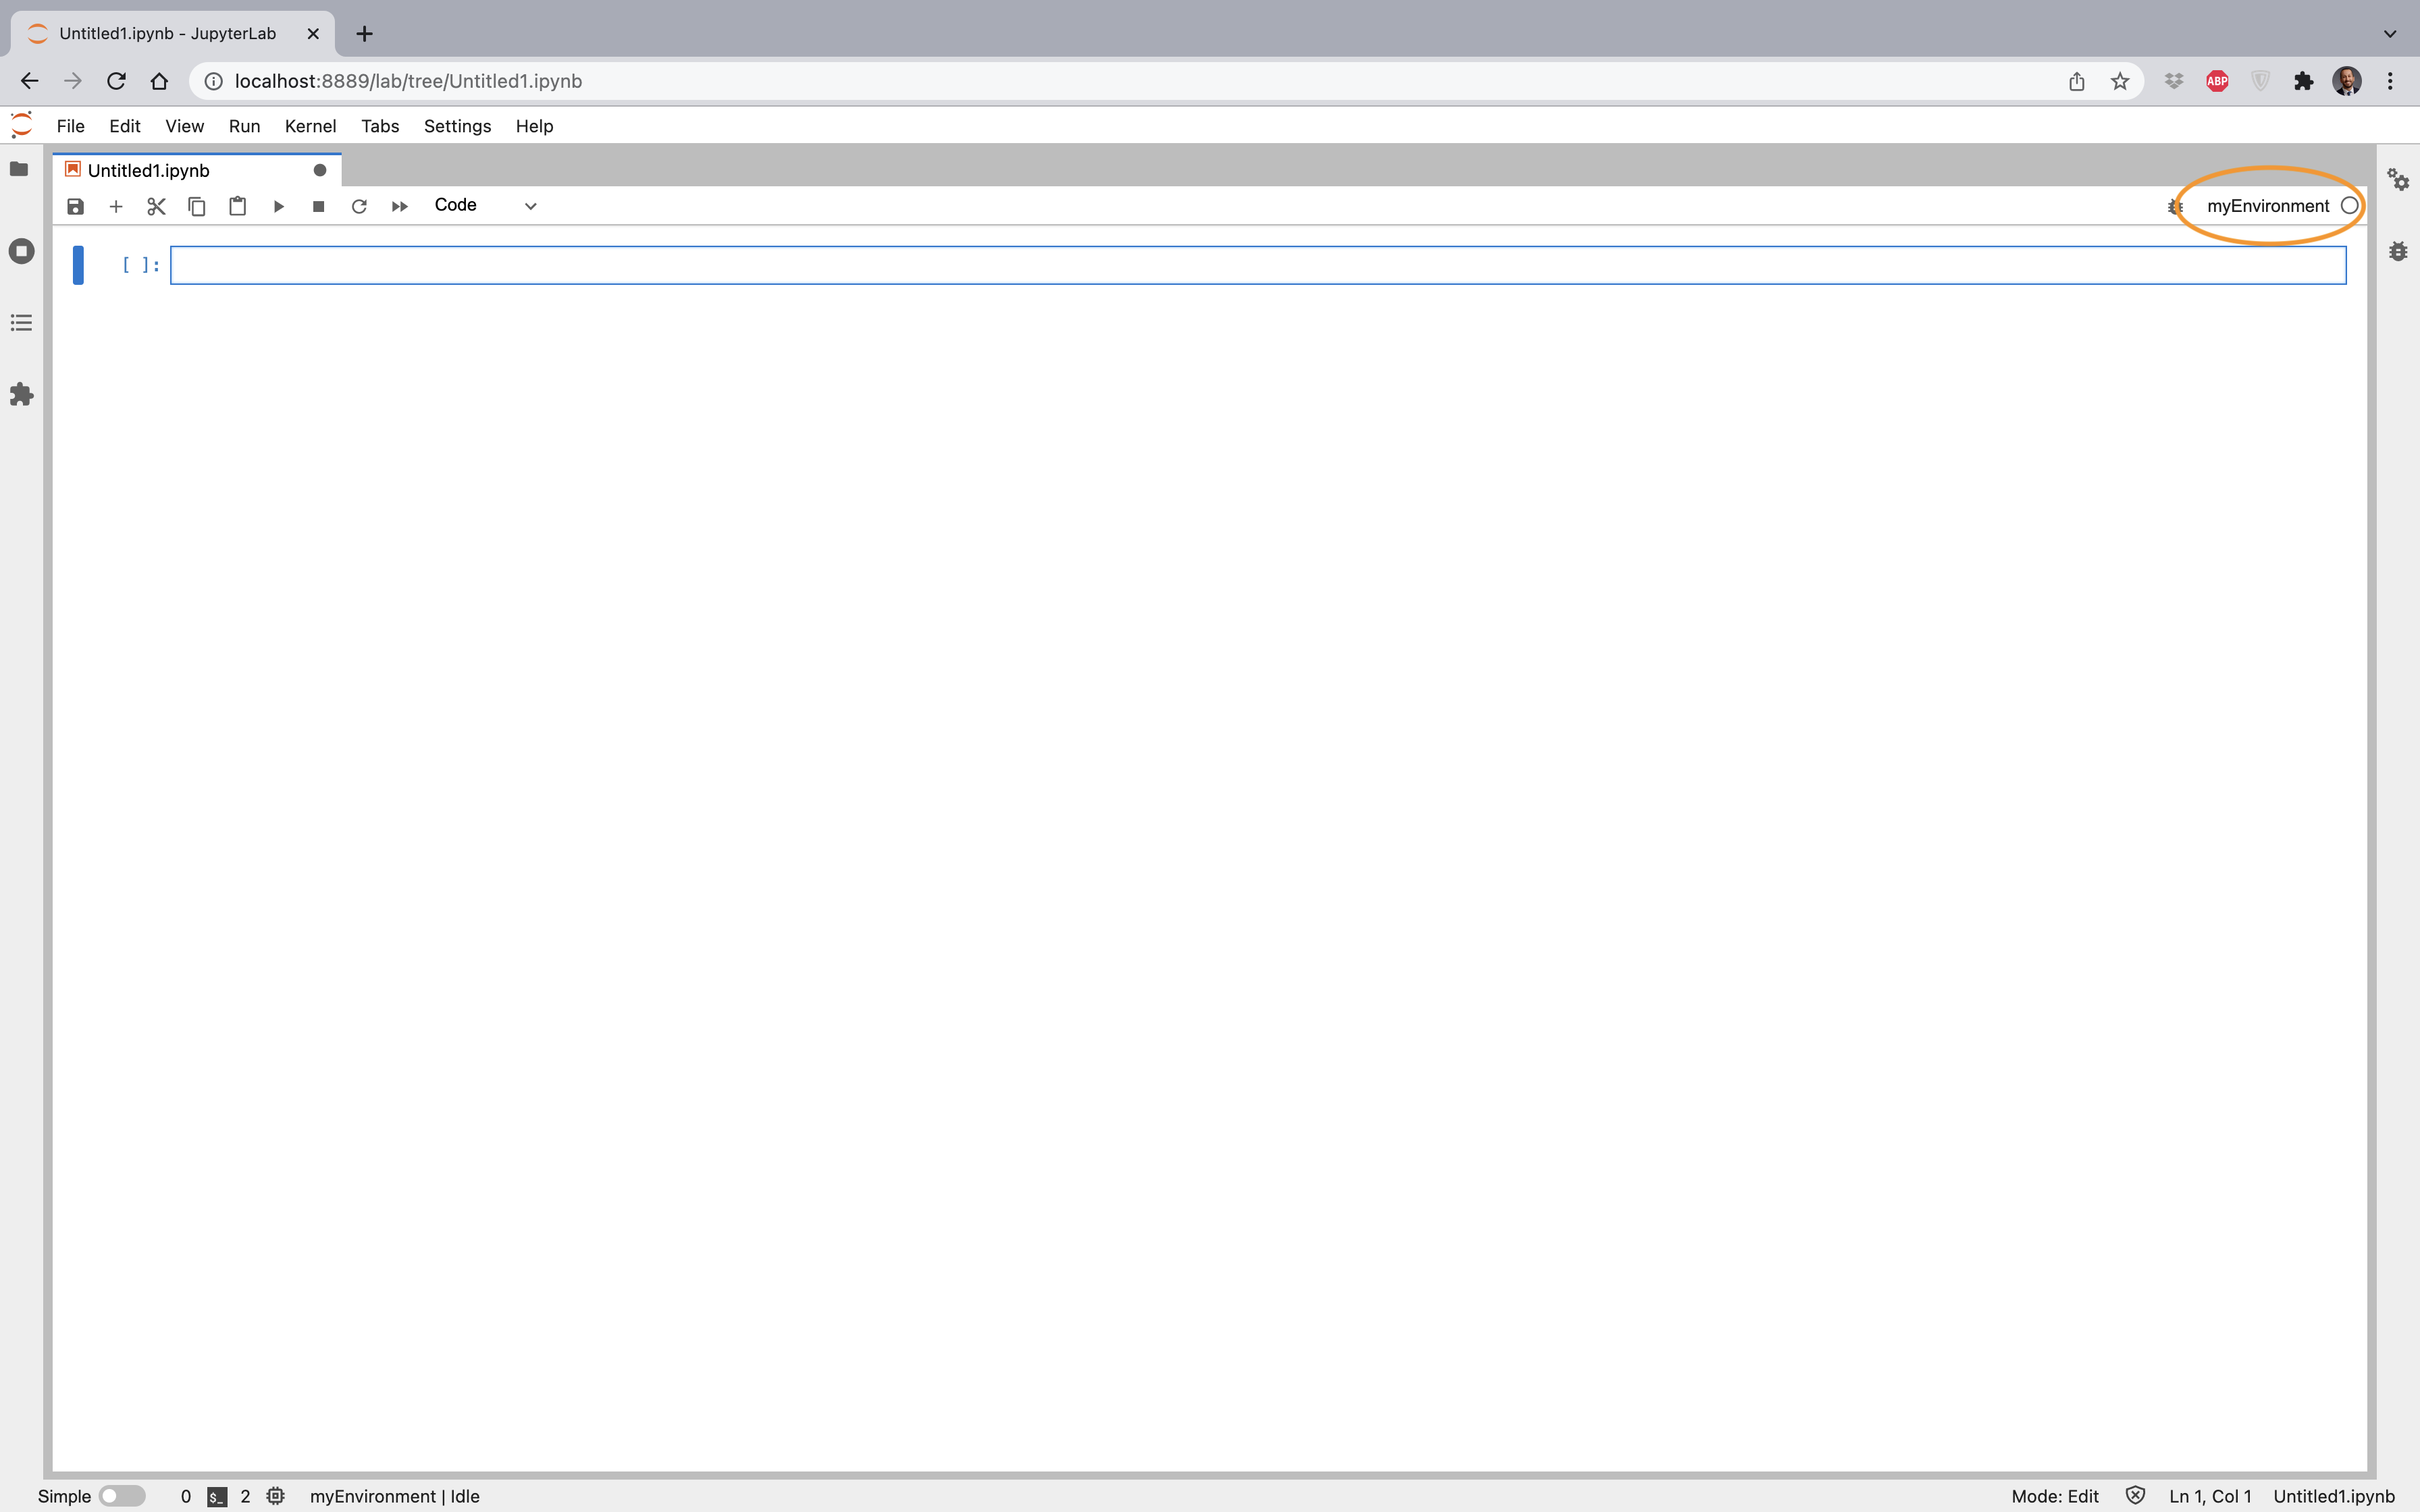 Untitled1.ipynb - JupyterLab
localhost:8889/lab/tree/Untitled1.ipynb
ABP
File Edit View Run Kernel Tabs Settings Help
Untitled1.ipynb
Code
myEnvironment
[ ]:
Simple 0 $_ 2 myEnvironment | Idle Mode: Edit Ln 1, Col 1 Untitled1.ipynb